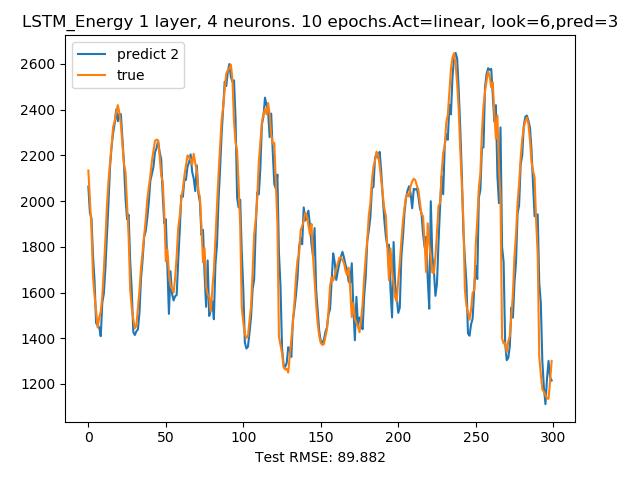 LSTM_Energy 1 layer, 4 neurons. 10 epochs.Act=linear, look=6,pred=3
predict 2
true
2600
2400
2200
2000
1800
1600
1400
1200
0 50 100 150 200 250 300
Test RMSE: 89.882